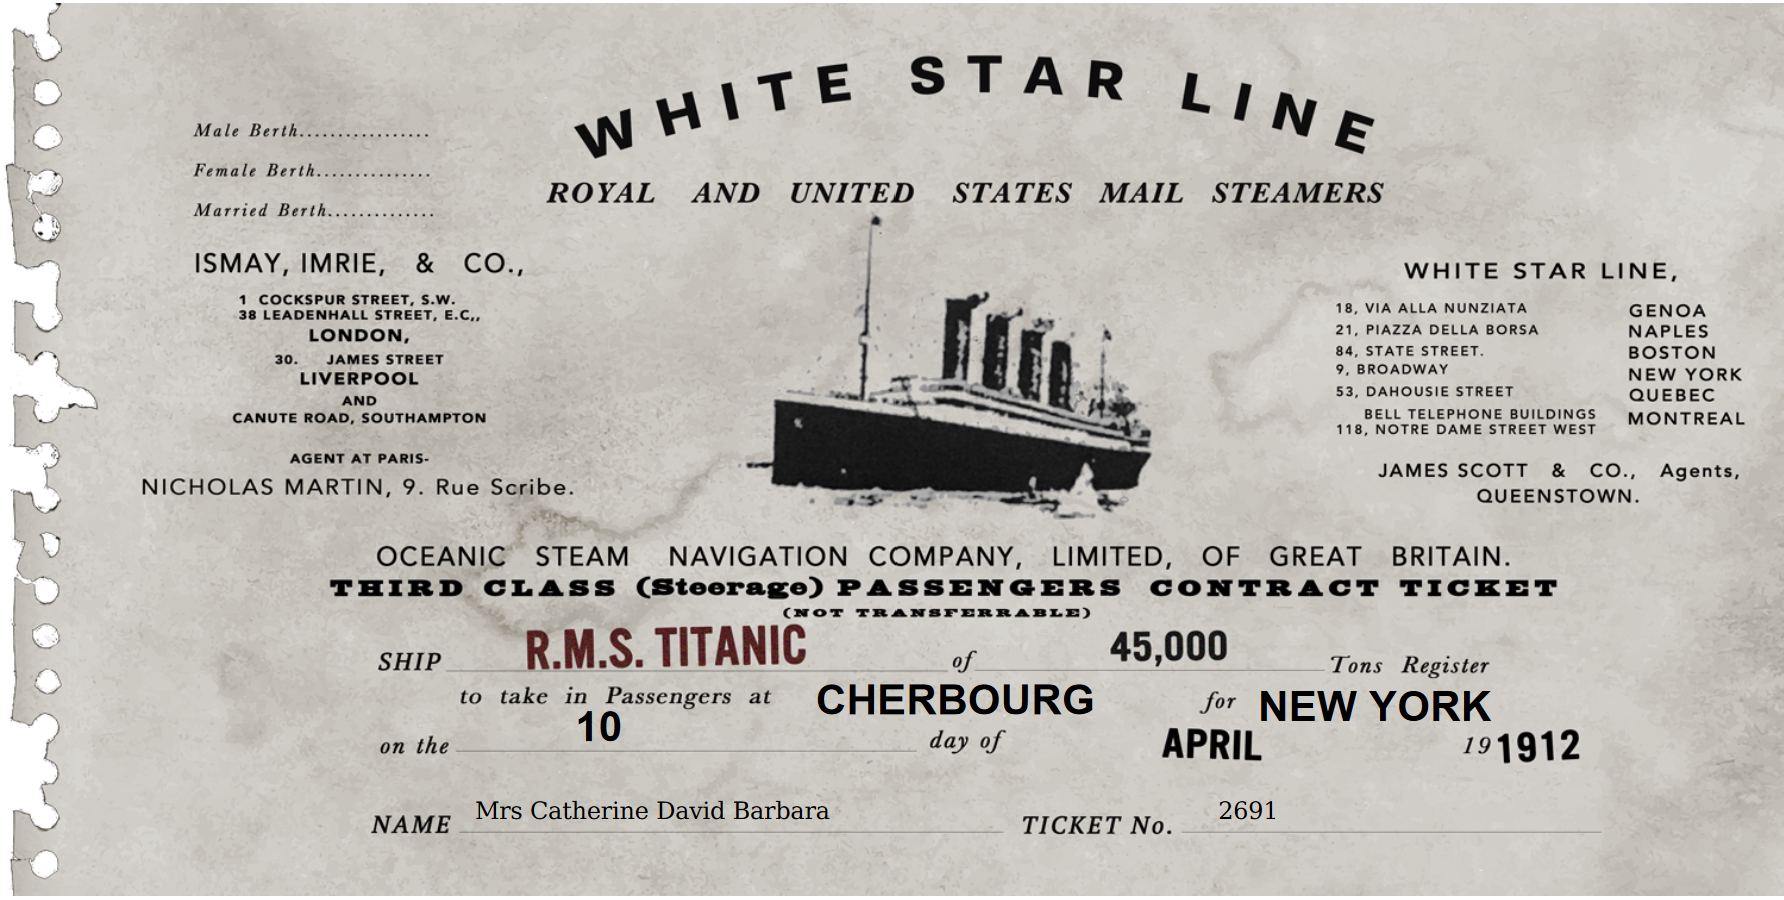 WHITE STAR LINE
ROYAL AND UNITED STATES MAIL STEAMERS
Male Berth.................
Female Berth...............
Married Berth..............
ISMAY, IMRIE, & CO.,
1 COCKSPUR STREET, S.W.
38 LEADENHALL STREET, E.C,,
LONDON,
30. JAMES STREET
LIVERPOOL
AND
CANUTE ROAD, SOUTHAMPTON
AGENT AT PARIS-
NICHOLAS MARTIN, 9. Rue Scribe.
WHITE STAR LINE,
18, VIA ALLA NUNZIATA GENOA
21, PIAZZA DELLA BORSA NAPLES
84, STATE STREET. BOSTON
9, BROADWAY NEW YORK
53, DAHOUSIE STREET QUEBEC
BELL TELEPHONE BUILDINGS MONTREAL
118, NOTRE DAME STREET WEST
JAMES SCOTT & CO., Agents,
QUEENSTOWN.
OCEANIC STEAM NAVIGATION COMPANY, LIMITED, OF GREAT BRITAIN.
THIRD CLASS (Steerage) PASSENGERS CONTRACT TICKET
(NOT TRANSFERRABLE)
SHIP R.M.S. TITANIC of 45,000 Tons Register
to take in Passengers at CHERBOURG for NEW YORK
on the 10 day of APRIL 19 1912
NAME Mrs Catherine David Barbara TICKET No. 2691